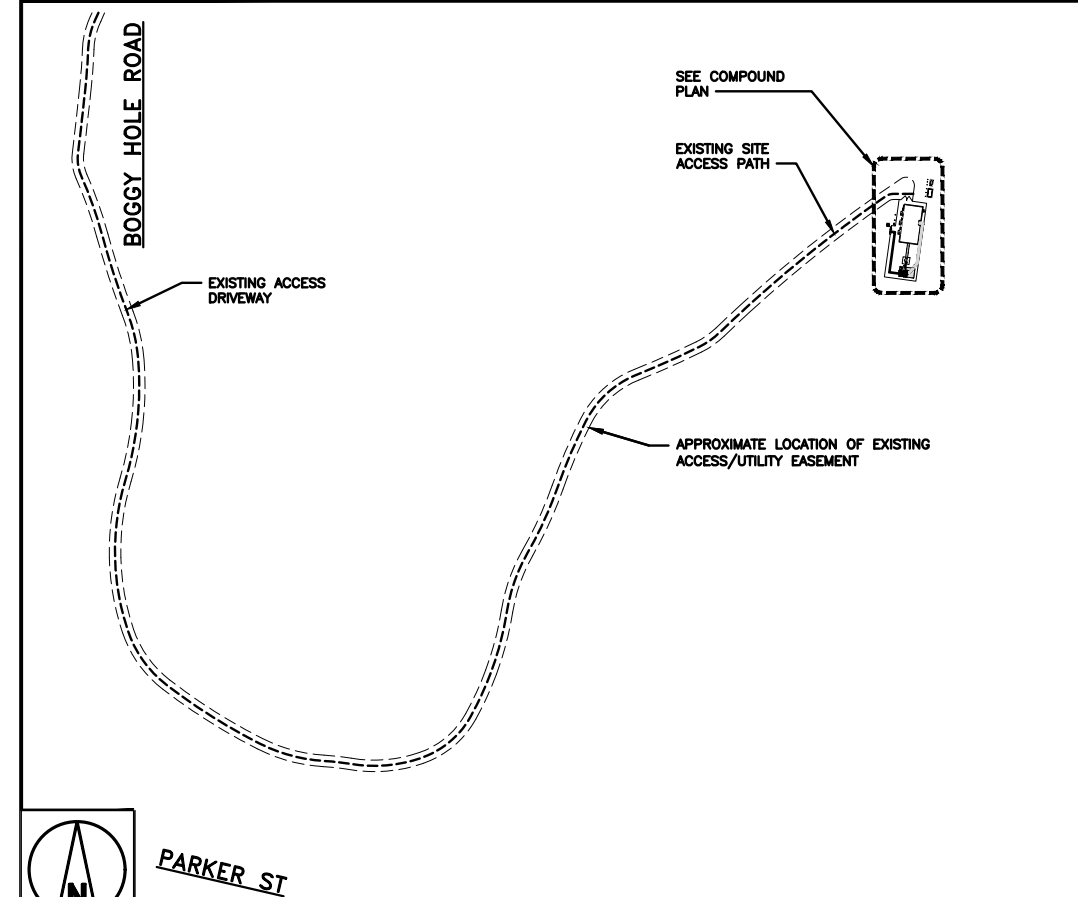 BOGGY HOLE ROAD
SEE COMPOUND
PLAN
EXISTING SITE
ACCESS PATH
EXISTING ACCESS
DRIVEWAY
APPROXIMATE LOCATION OF EXISTING
ACCESS/UTILITY EASEMENT
PARKER ST
N